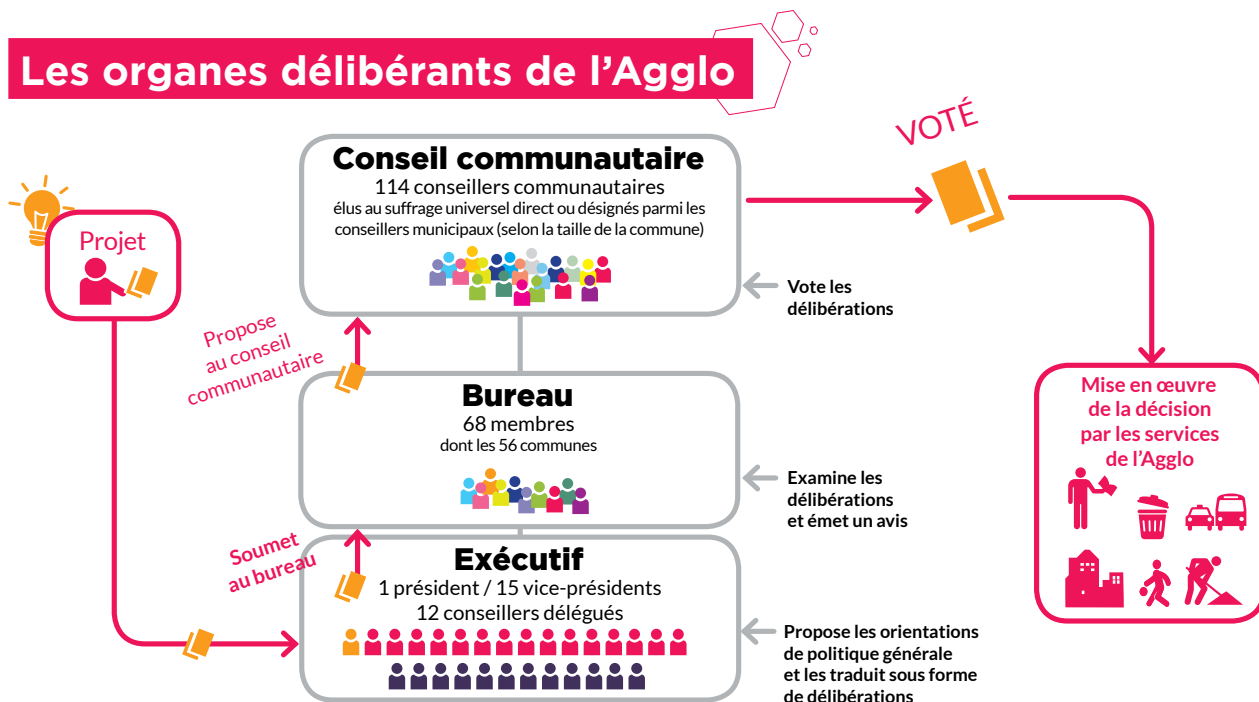 Les organes délibérants de l’Agglo
VOTÉ
Conseil communautaire
114 conseillers communautaires
élus au suffrage universel direct ou désignés parmi les
conseillers municipaux (selon la taille de la commune)
Projet
Vote les
délibérations
Propose
au conseil
communautaire
Bureau
68 membres
dont les 56 communes
Examine les
délibérations
et émet un avis
Mise en œuvre
de la décision
par les services
de l’Agglo
Soumet
au bureau
Exécutif
1 président / 15 vice-présidents
12 conseillers délégués
Propose les orientations
de politique générale
et les traduit sous forme
de délibérations